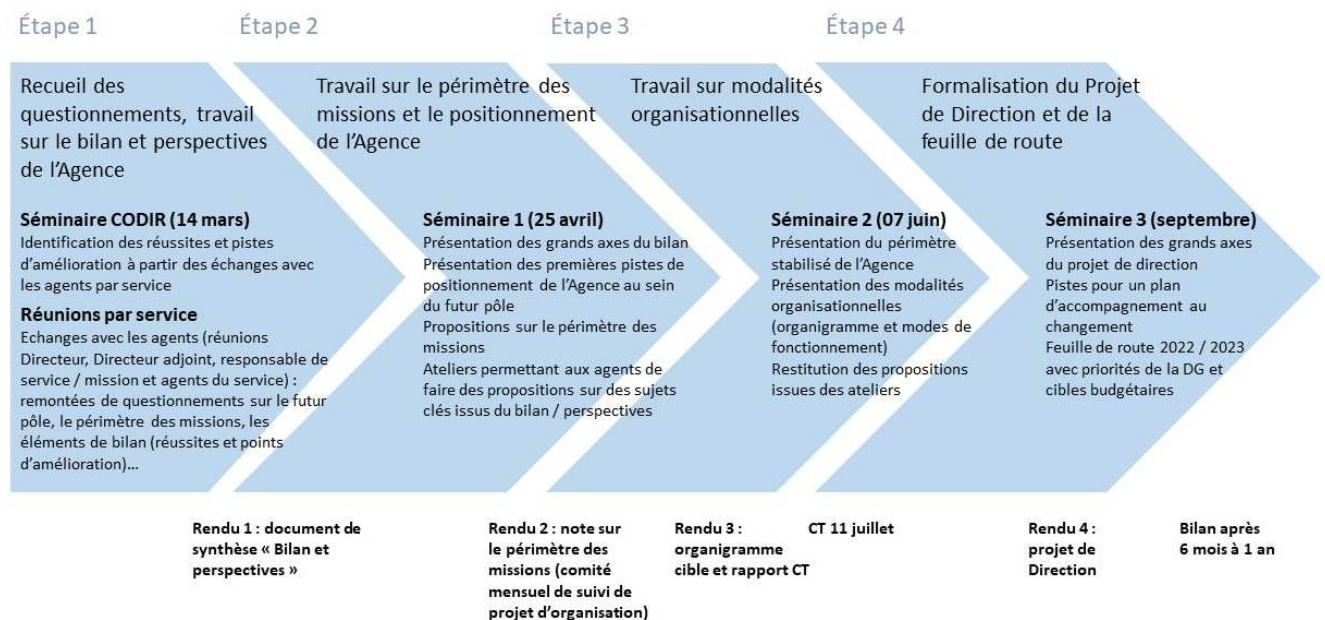 Étape 1
Étape 2
Étape 3
Étape 4
Recueil des
questionnements, travail
sur le bilan et perspectives
de l'Agence
Séminaire CODIR (14 mars)
Identification des réussites et pistes
d'amélioration à partir des échanges avec
les agents par service
Réunions par service
Echanges avec les agents (réunions
Directeur, Directeur adjoint, responsable de
service / mission et agents du service) :
remontées de questionnements sur le futur
pôle, le périmètre des missions, les
éléments de bilan (réussites et points
d'amélioration)…
Travail sur le périmètre des
missions et le positionnement
de l'Agence
Séminaire 1 (25 avril)
Présentation des grands axes du bilan
Présentation des premières pistes de
positionnement de l'Agence au sein
du futur pôle
Propositions sur le périmètre des
missions
Ateliers permettant aux agents de
faire des propositions sur des sujets
clés issus du bilan / perspectives
Travail sur modalités
organisationnelles
Séminaire 2 (07 juin)
Présentation du périmètre
stabilisé de l'Agence
Présentation des modalités
organisationnelles
(organigramme et modes de
fonctionnement)
Restitution des propositions
issues des ateliers
Formalisation du Projet
de Direction et de la
feuille de route
Séminaire 3 (septembre)
Présentation des grands axes
du projet de direction
Pistes pour un plan
d'accompagnement au
changement
Feuille de route 2022 / 2023
avec priorités de la DG et
cibles budgétaires
Rendu 1 : document de
synthèse « Bilan et
perspectives »
Rendu 2 : note sur
le périmètre des
missions (comité
mensuel de suivi de
projet d'organisation)
Rendu 3 :
organigramme
cible et rapport CT
CT 11 juillet
Rendu 4 :
projet de
Direction
Bilan après
6 mois à 1 an